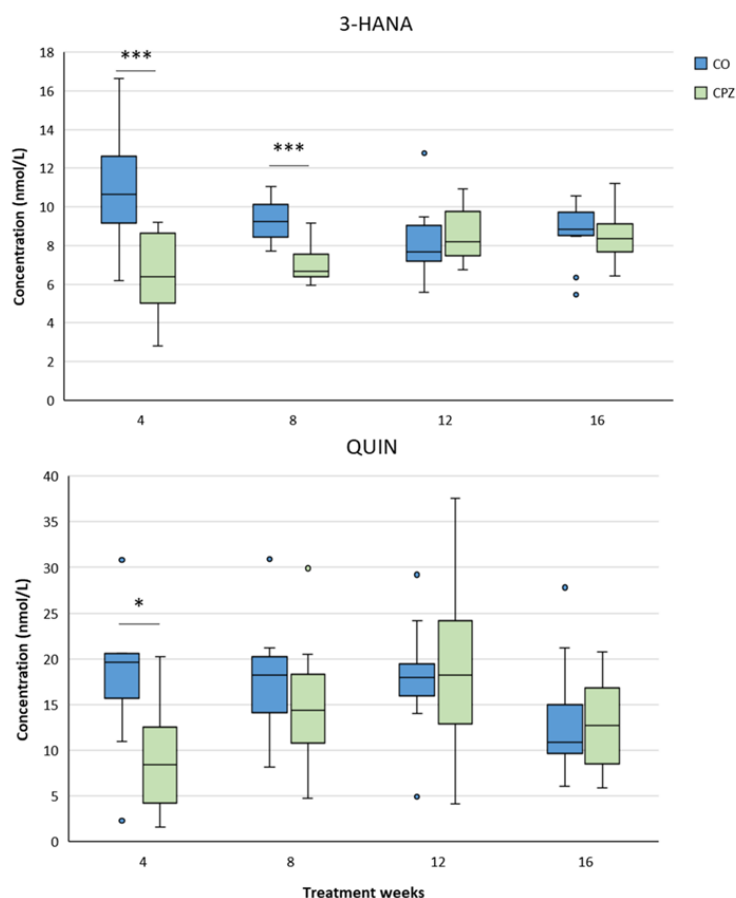 3-HANA
CO
CPZ
Concentration (nmol/L)
18
16
14
12
10
8
6
4
2
0
***
***
4 8 12 16
QUIN
Concentration (nmol/L)
40
35
30
25
20
15
10
5
0
*
4 8 12 16
Treatment weeks